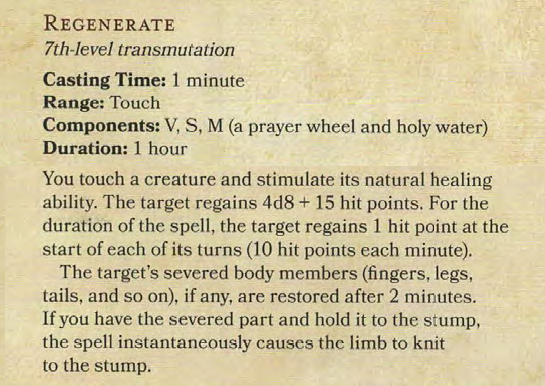 REGENERATE
7th-level transmutation
Casting Time: 1 minute
Range: Touch
Components: V, S, M (a prayer wheel and holy water)
Duration: 1 hour
You touch a creature and stimulate its natural healing
ability. The target regains 4d8 + 15 hit points. For the
duration of the spell, the target regains 1 hit point at the
start of each of its turns (10 hit points each minute).
The target's severed body members (fingers, legs,
tails, and so on), if any, are restored after 2 minutes.
If you have the severed part and hold it to the stump,
the spell instantaneously causes the limb to knit
to the stump.